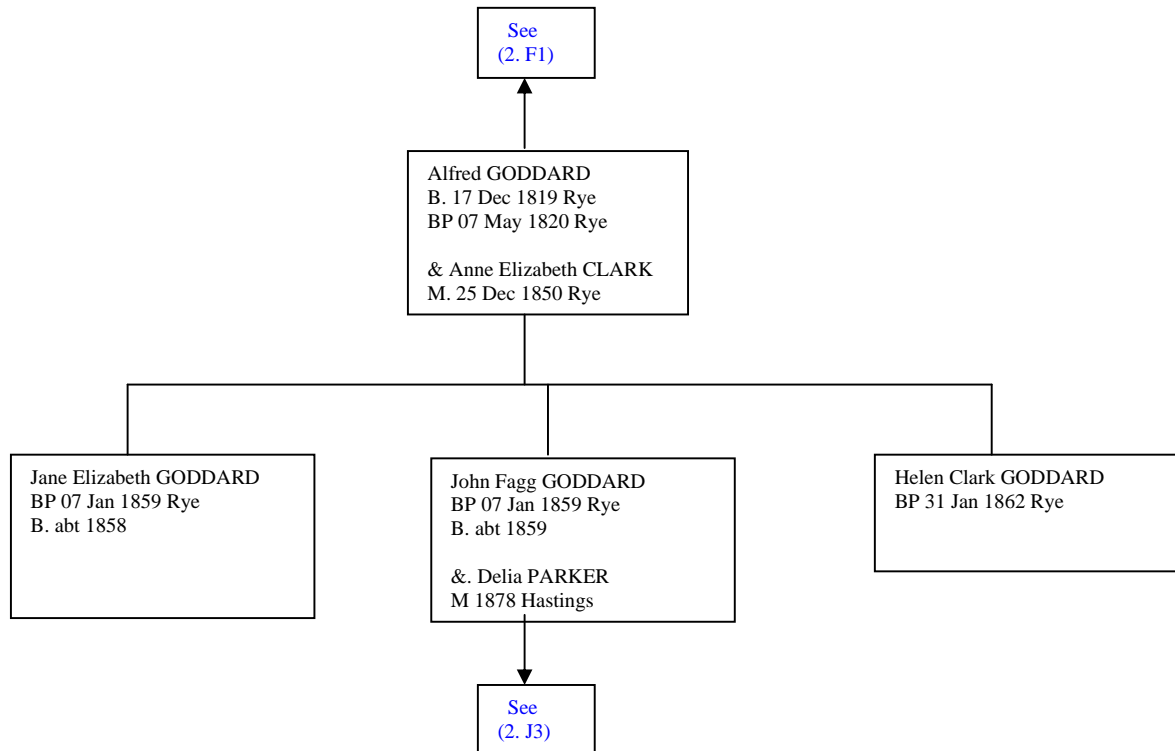 See
(2. F1)
Alfred GODDARD
B. 17 Dec 1819 Rye
BP 07 May 1820 Rye
& Anne Elizabeth CLARK
M. 25 Dec 1850 Rye
Jane Elizabeth GODDARD
BP 07 Jan 1859 Rye
B. abt 1858
John Fagg GODDARD
BP 07 Jan 1859 Rye
B. abt 1859
&. Delia PARKER
M 1878 Hastings
Helen Clark GODDARD
BP 31 Jan 1862 Rye
See
(2. J3)